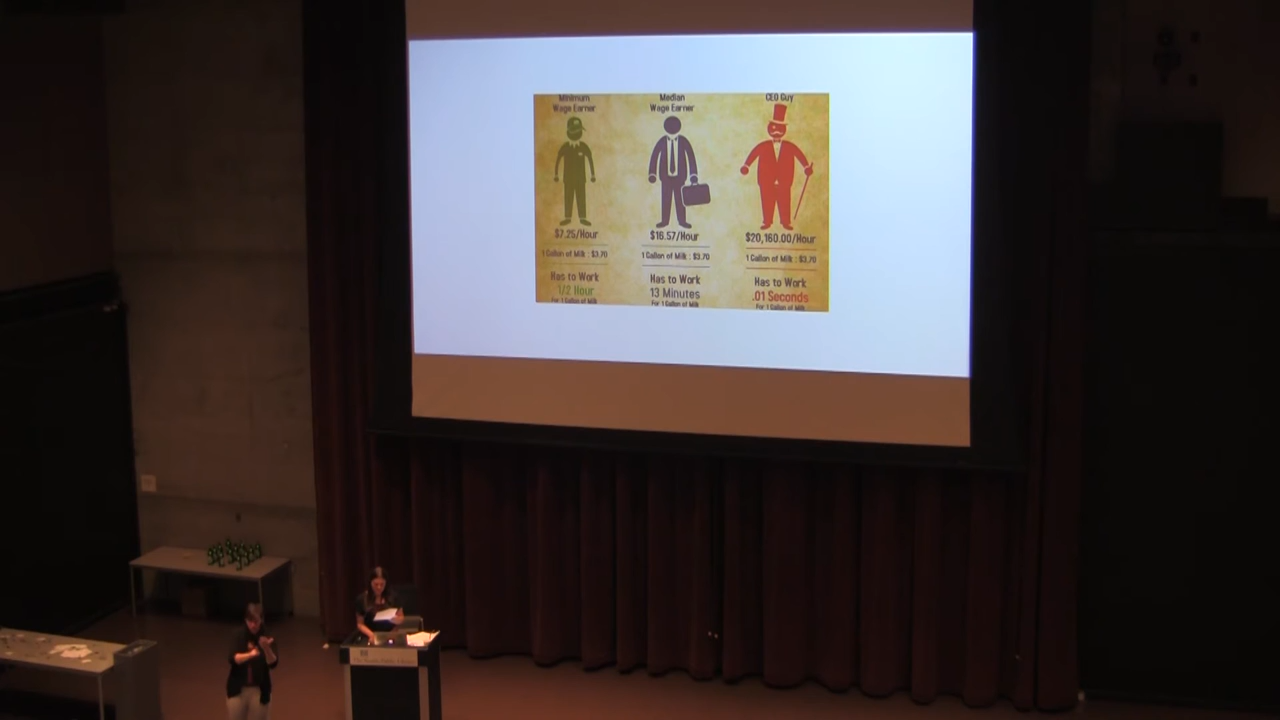 Minimum
Wage Earner
$7.25/Hour
1 Gallon of Milk : $3.70
Has to Work
1/2 Hour
For 1 Gallon of Milk
Median
Wage Earner
$16.57/Hour
1 Gallon of Milk : $3.70
Has to Work
13 Minutes
For 1 Gallon of Milk
CEO Guy
$20,160.00/Hour
1 Gallon of Milk : $3.70
Has to Work
.01 Seconds
For 1 Gallon of Milk